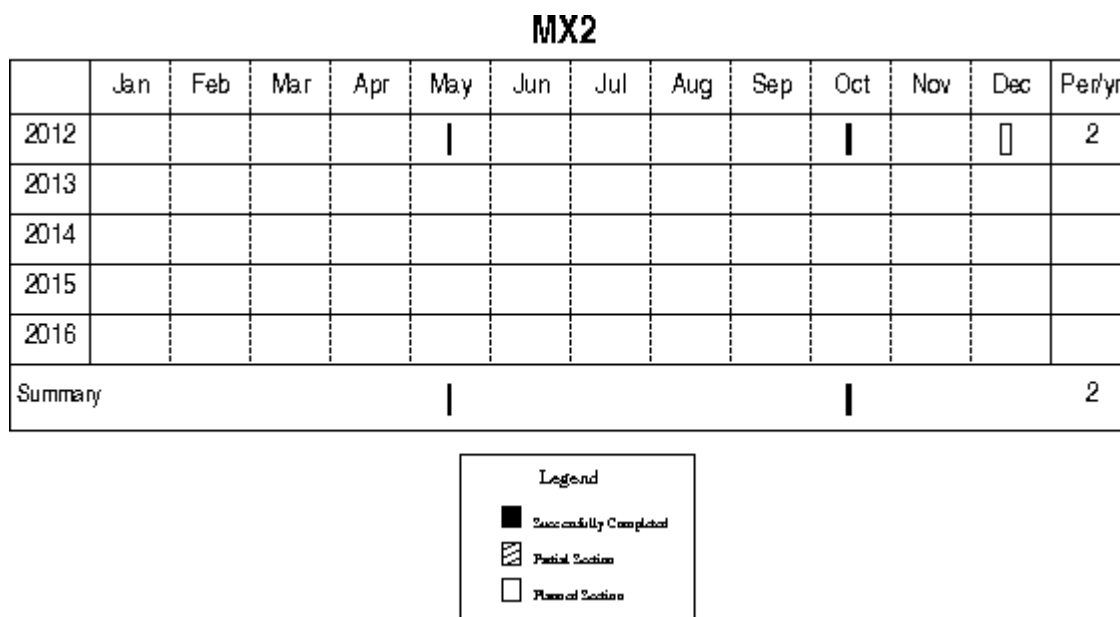 MX2
Jan Feb Mar Apr May Jun Jul Aug Sep Oct Nov Dec Per/yr
2012 2
2013
2014
2015
2016
Summary 2
Legend
Successfully Completed
Partial Section
Planned Section